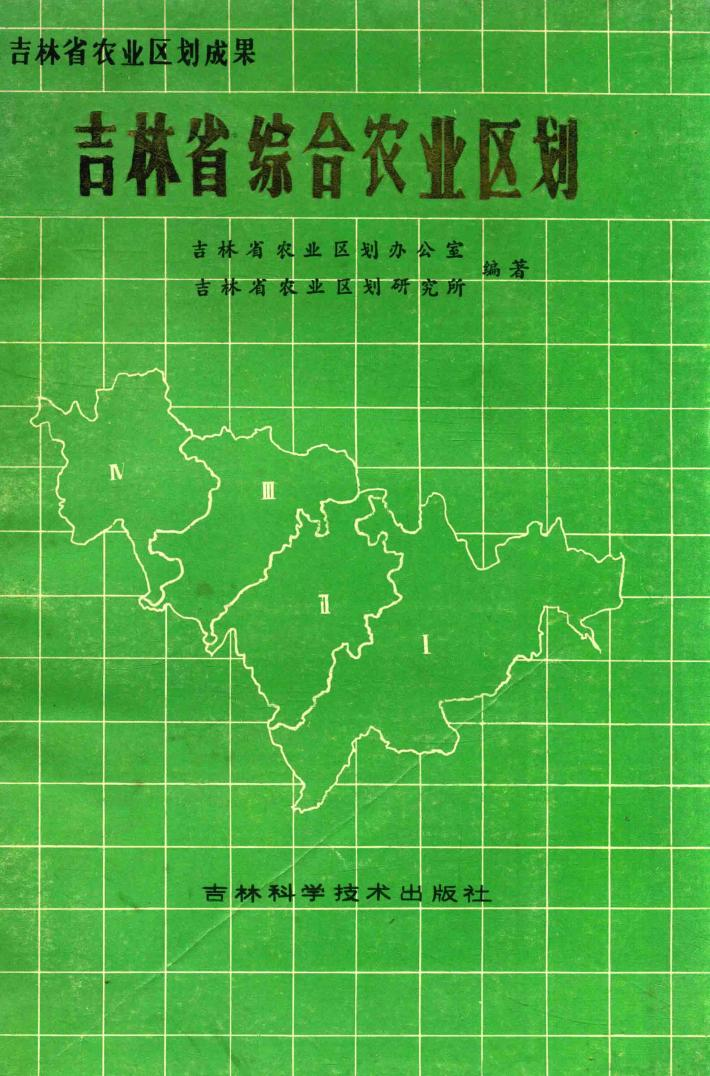 吉林省农业区划成果
吉林省综合农业区划
吉林省农业区划办公室
吉林省农业区划研究所
编著
Ⅳ
Ⅲ
Ⅱ
Ⅰ
吉林科学技术出版社